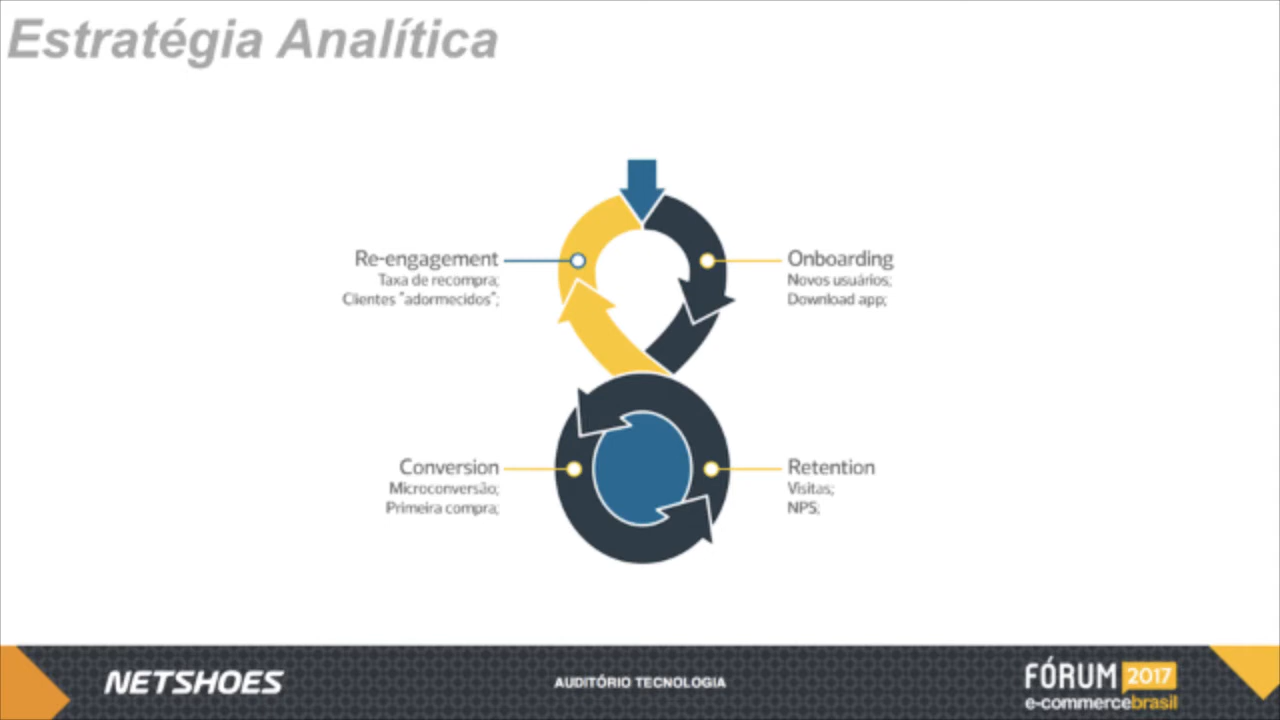 Estratégia Analítica
Re-engagement
Taxa de recompra;
Clientes "adormecidos";
Onboarding
Novos usuários;
Download app;
Conversion
Microconversão;
Primeira compra;
Retention
Visitas;
NPS;
NETSHOES
AUDITÓRIO TECNOLOGIA
FÓRUM 2017
e-commercebrasil